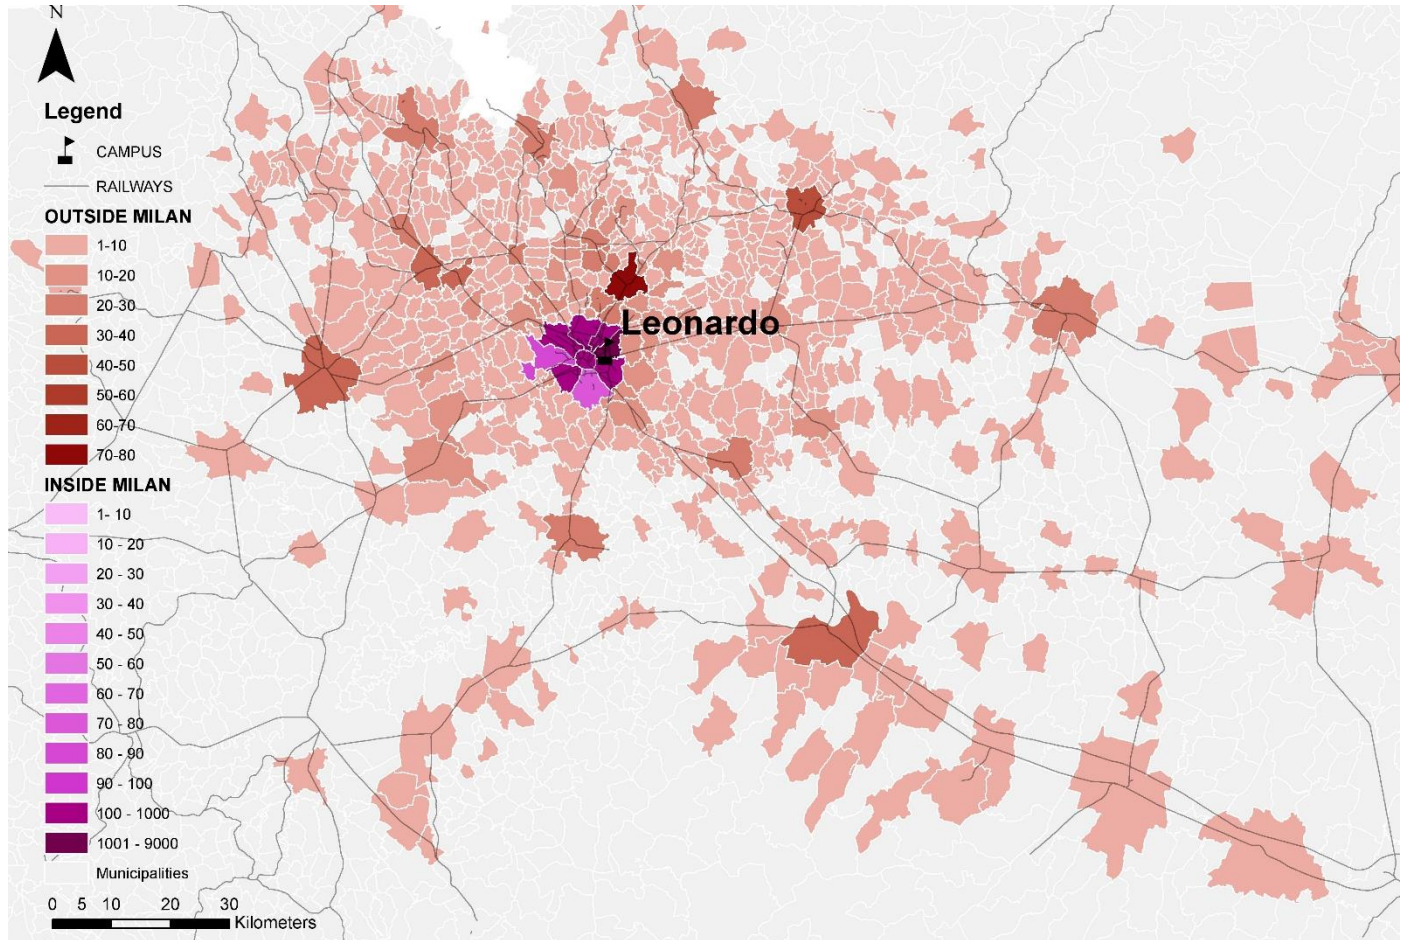 N
Legend
CAMPUS
RAILWAYS
OUTSIDE MILAN
1-10
10-20
20-30
30-40
40-50
50-60
60-70
70-80
INSIDE MILAN
1- 10
10 - 20
20 - 30
30 - 40
40 - 50
50 - 60
60 - 70
70 - 80
80 - 90
90 - 100
100 - 1000
1001 - 9000
Municipalities
0 5 10 20 30
Kilometers
Leonardo